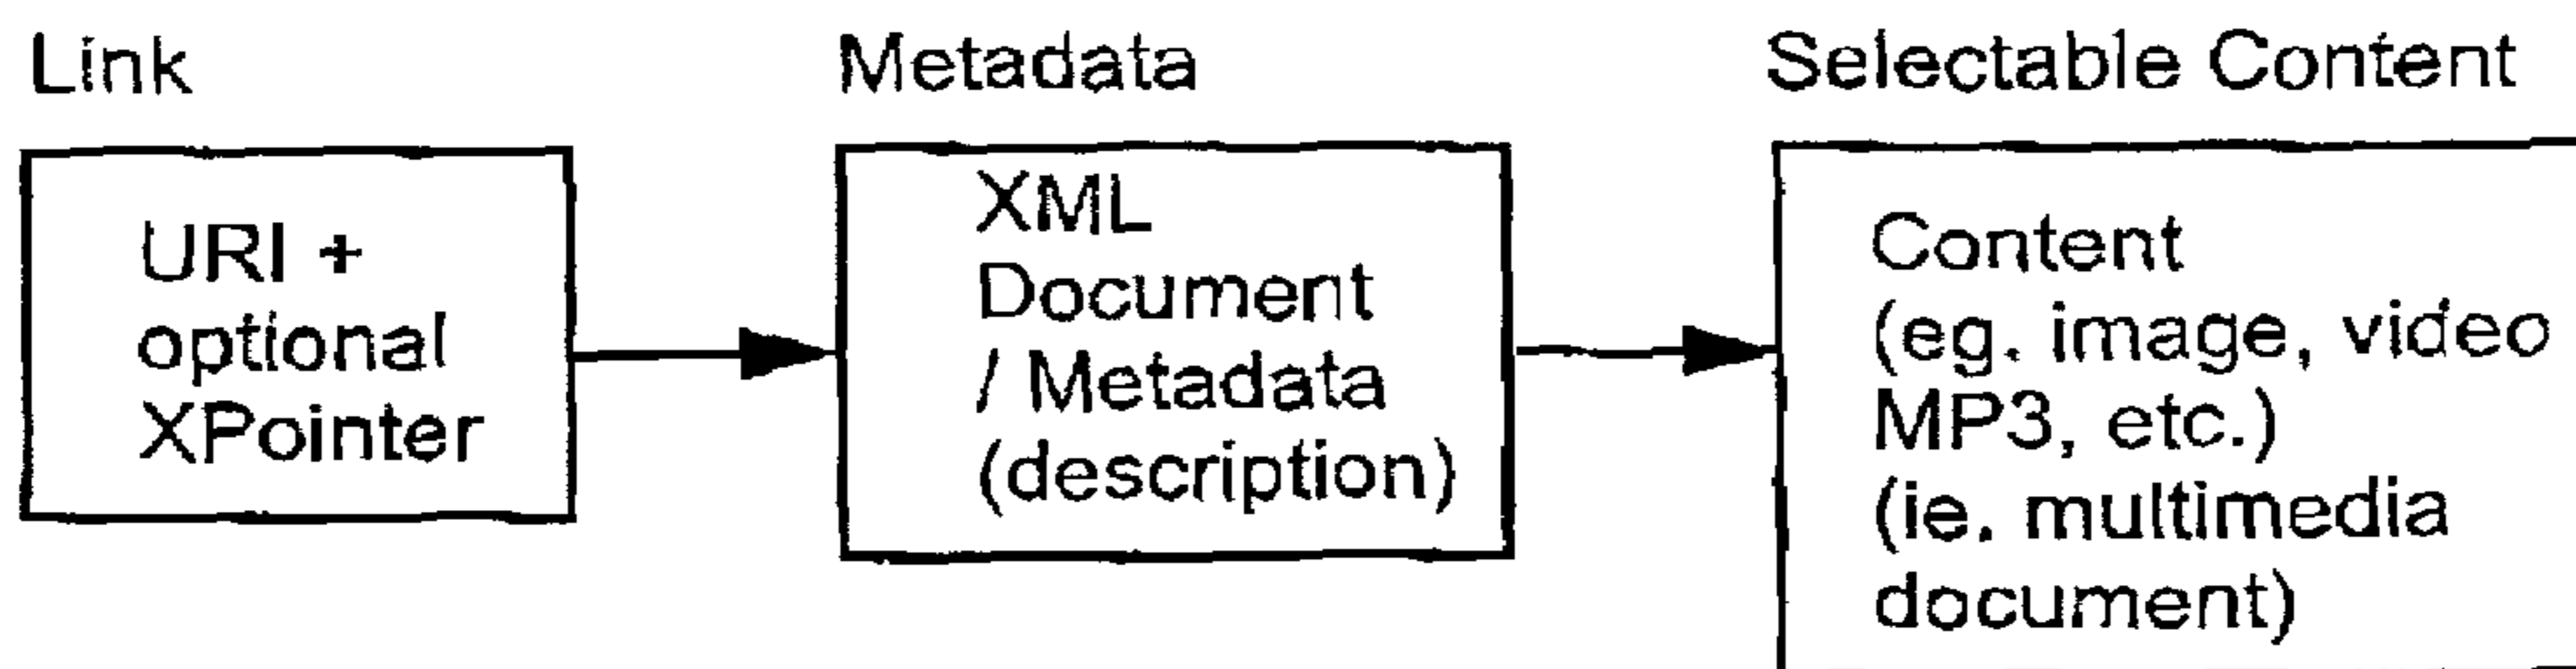 Link
URI +
optional
XPointer
Metadata
XML
Document
/ Metadata
(description)
Selectable Content
Content
(eg. image, video
MP3, etc.)
(ie. multimedia
document)